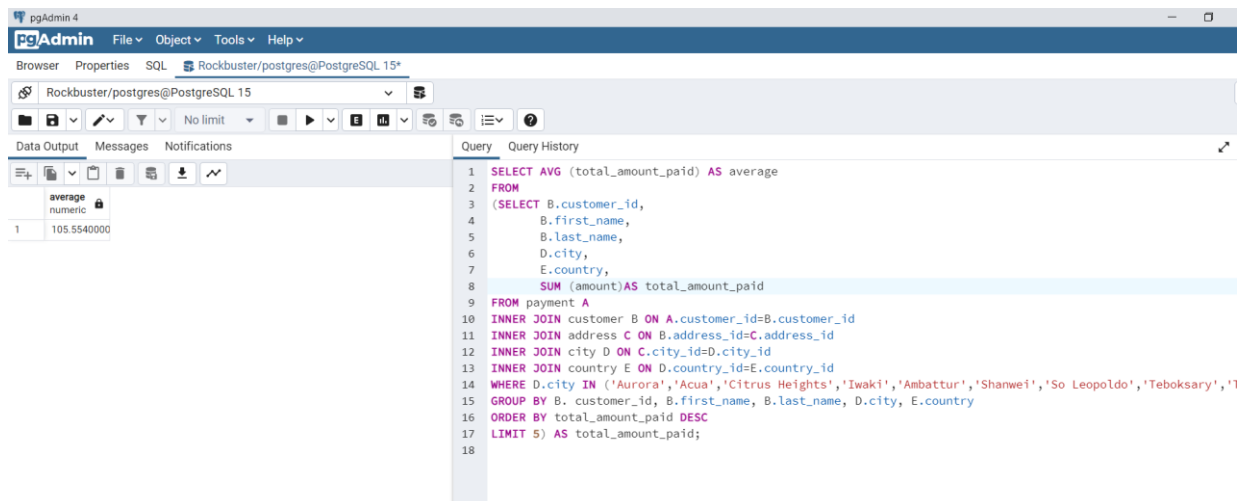 pgAdmin 4
pgAdmin File Object Tools Help
Browser Properties SQL Rockbuster/postgres@PostgreSQL 15*
Rockbuster/postgres@PostgreSQL 15
No limit E
Data Output Messages Notifications
average
numeric
1 105.5540000
Query Query History
1 SELECT AVG (total_amount_paid) AS average
2 FROM
3 (SELECT B.customer_id,
4 B.first_name,
5 B.last_name,
6 D.city,
7 E.country,
8 SUM (amount)AS total_amount_paid
9 FROM payment A
10 INNER JOIN customer B ON A.customer_id=B.customer_id
11 INNER JOIN address C ON B.address_id=C.address_id
12 INNER JOIN city D ON C.city_id=D.city_id
13 INNER JOIN country E ON D.country_id=E.country_id
14 WHERE D.city IN ('Aurora','Acua','Citrus Heights','Iwaki','Ambattur','Shanwei','So Leopoldo','Teboksary','
15 GROUP BY B. customer_id, B.first_name, B.last_name, D.city, E.country
16 ORDER BY total_amount_paid DESC
17 LIMIT 5) AS total_amount_paid;
18